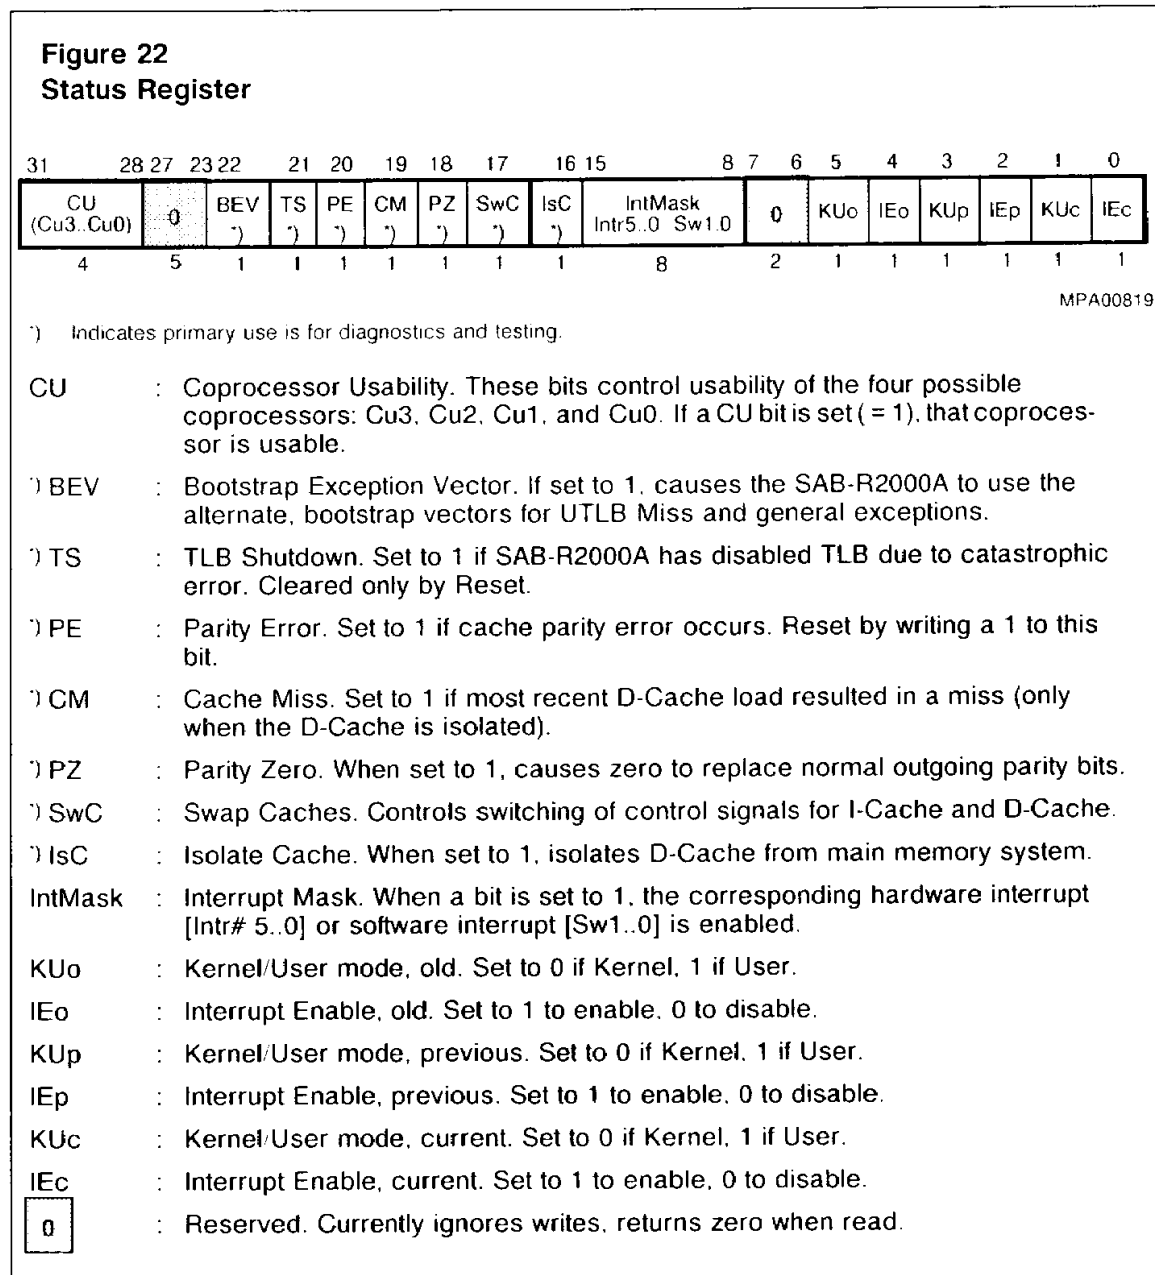 Figure 22
Status Register
31 28 27 23 22 21 20 19 18 17 16 15 8 7 6 5 4 3 2 1 0
CU (Cu3..Cu0) 0 BEV *) TS *) PE *) CM *) PZ *) SwC *) IsC *) IntMask Intr5..0 Sw1.0 0 KUo IEo KUp IEp KUc IEc
4 5 1 1 1 1 1 1 1 8 2 1 1 1 1 1 1
MPA00819
*) Indicates primary use is for diagnostics and testing.
CU : Coprocessor Usability. These bits control usability of the four possible
coprocessors: Cu3, Cu2, Cu1, and Cu0. If a CU bit is set ( = 1), that coproces-
sor is usable.
*) BEV : Bootstrap Exception Vector. If set to 1, causes the SAB-R2000A to use the
alternate, bootstrap vectors for UTLB Miss and general exceptions.
*) TS : TLB Shutdown. Set to 1 if SAB-R2000A has disabled TLB due to catastrophic
error. Cleared only by Reset.
*) PE : Parity Error. Set to 1 if cache parity error occurs. Reset by writing a 1 to this
bit.
*) CM : Cache Miss. Set to 1 if most recent D-Cache load resulted in a miss (only
when the D-Cache is isolated).
*) PZ : Parity Zero. When set to 1, causes zero to replace normal outgoing parity bits.
*) SwC : Swap Caches. Controls switching of control signals for I-Cache and D-Cache.
*) IsC : Isolate Cache. When set to 1, isolates D-Cache from main memory system.
IntMask : Interrupt Mask. When a bit is set to 1, the corresponding hardware interrupt
[Intr# 5..0] or software interrupt [Sw1..0] is enabled.
KUo : Kernel/User mode, old. Set to 0 if Kernel, 1 if User.
IEo : Interrupt Enable, old. Set to 1 to enable, 0 to disable.
KUp : Kernel/User mode, previous. Set to 0 if Kernel, 1 if User.
IEp : Interrupt Enable, previous. Set to 1 to enable, 0 to disable.
KUc : Kernel/User mode, current. Set to 0 if Kernel, 1 if User.
IEc : Interrupt Enable, current. Set to 1 to enable, 0 to disable.
0 : Reserved. Currently ignores writes, returns zero when read.